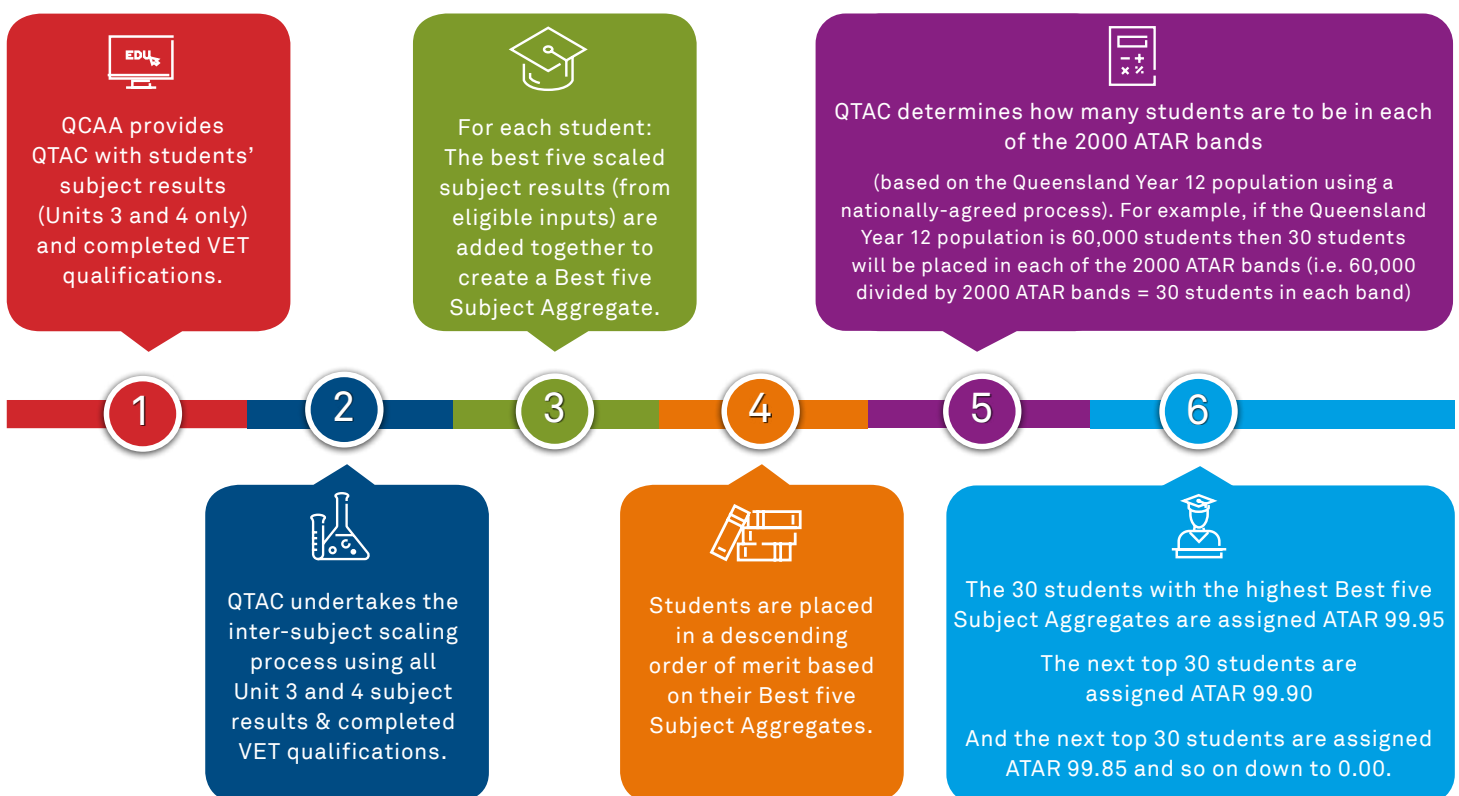 EDU
QCAA provides
QTAC with students’
subject results
(Units 3 and 4 only)
and completed VET
qualifications.
1
QTAC undertakes the
inter-subject scaling
process using all
Unit 3 and 4 subject
results & completed
VET qualifications.
2
For each student:
The best five scaled
subject results (from
eligible inputs) are
added together to
create a Best five
Subject Aggregate.
3
Students are placed
in a descending
order of merit based
on their Best five
Subject Aggregates.
4
QTAC determines how many students are to be in each
of the 2000 ATAR bands
(based on the Queensland Year 12 population using a
nationally-agreed process). For example, if the Queensland
Year 12 population is 60,000 students then 30 students
will be placed in each of the 2000 ATAR bands (i.e. 60,000
divided by 2000 ATAR bands = 30 students in each band)
5
The 30 students with the highest Best five
Subject Aggregates are assigned ATAR 99.95
The next top 30 students are
assigned ATAR 99.90
And the next top 30 students are assigned
ATAR 99.85 and so on down to 0.00.
6